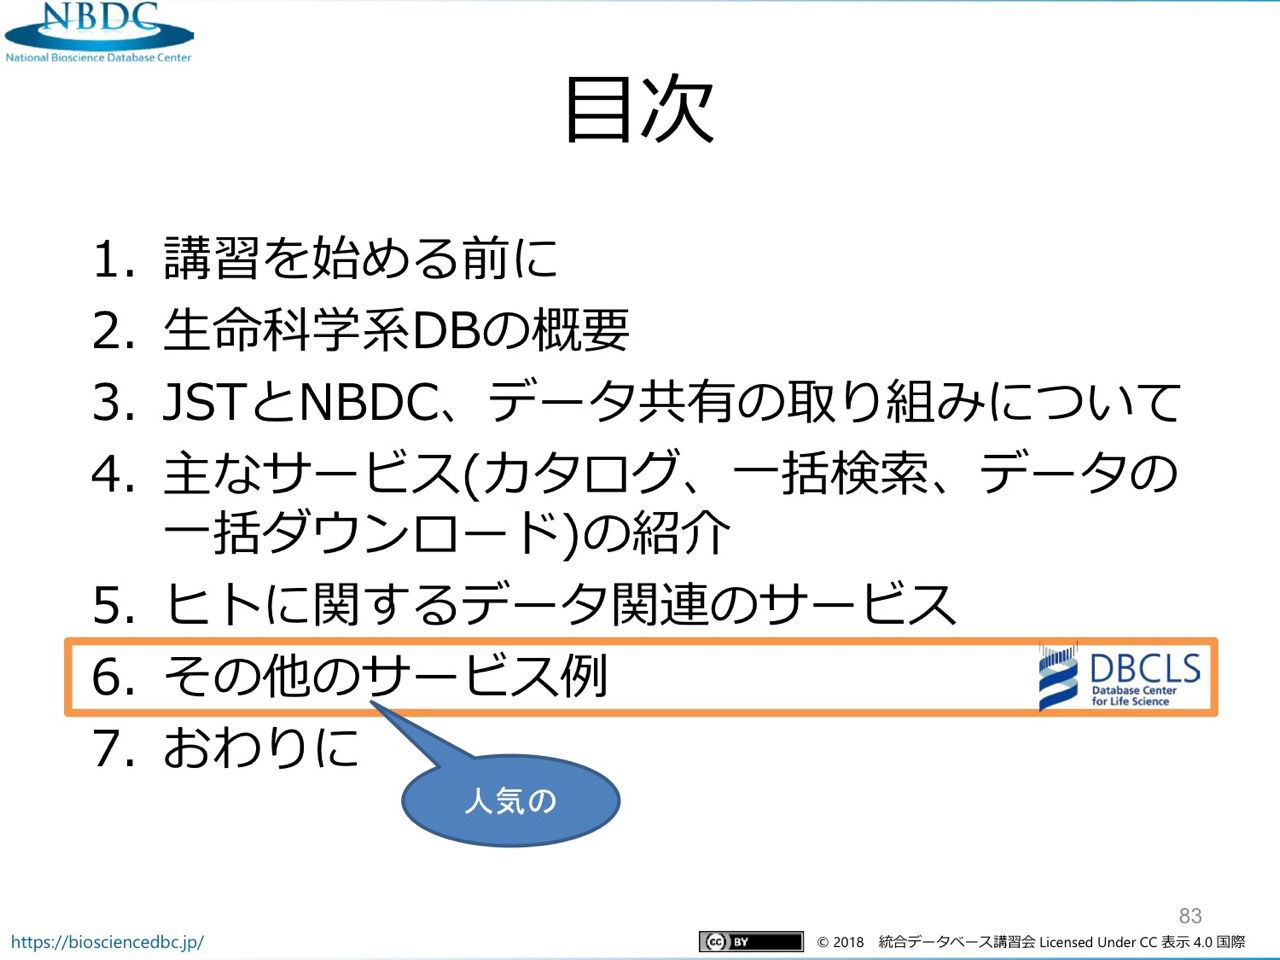 NBDC
National Bioscience Database Center
目次
1. 講習を始める前に
2. 生命科学系DBの概要
3. JSTとNBDC、データ共有の取り組みについて
4. 主なサービス(カタログ、一括検索、データの
一括ダウンロード)の紹介
5. ヒトに関するデータ関連のサービス
6. その他のサービス例
DBCLS
Database Center
for Life Science
7. おわりに
人気の
83
https://biosciencedbc.jp/
cc BY
© 2018 統合データベース講習会 Licensed Under CC 表示 4.0 国際